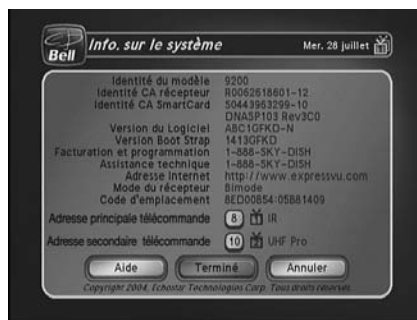 Bell
Info. sur le système
Mer. 28 juillet
Identité du modèle 9200
Identité CA récepteur R0062618601-12
Identité CA SmartCard S0443963299-10
DNASP103 Rev3C0
Version du Logiciel ABC1GFKD-N
Version Boot Strap 1413GFKD
Facturation et programmation 1-888-SKY-DISH
Assistance technique 1-888-SKY-DISH
Adresse Internet http://www.expressvu.com
Mode du récepteur Bimode
Code d'emplacement 8ED00854:05B81409
Adresse principale télécommande 8 IR
Adresse secondaire télécommande 10 UHF Pro
Aide Terminé Annuler
Copyright 2004, Echostar Technologies Corp. Tous droits réservés.